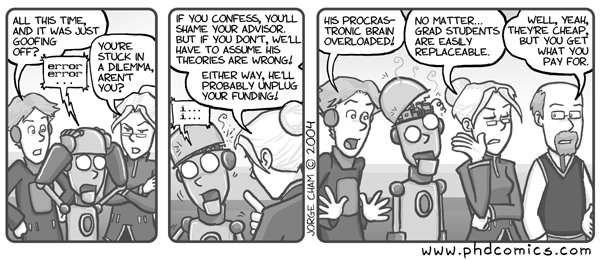 ALL THIS TIME,
AND IT WAS JUST
GOOFING
OFF?
error
error
...
YOU'RE
STUCK IN
A DILEMMA,
AREN'T
YOU?
IF YOU CONFESS, YOU'LL
SHAME YOUR ADVISOR.
BUT IF YOU DON'T, WE'LL
HAVE TO ASSUME HIS
THEORIES ARE WRONG!
EITHER WAY, HE'LL
PROBABLY UNPLUG
YOUR FUNDING!
HIS PROCRAS-
TRONIC BRAIN
OVERLOADED!
NO MATTER...
GRAD STUDENTS
ARE EASILY
REPLACEABLE.
WELL, YEAH,
THEYRE CHEAP,
BUT YOU GET
WHAT YOU
PAY FOR.
JORGE CHAM © 2004
www.phdcomics.com